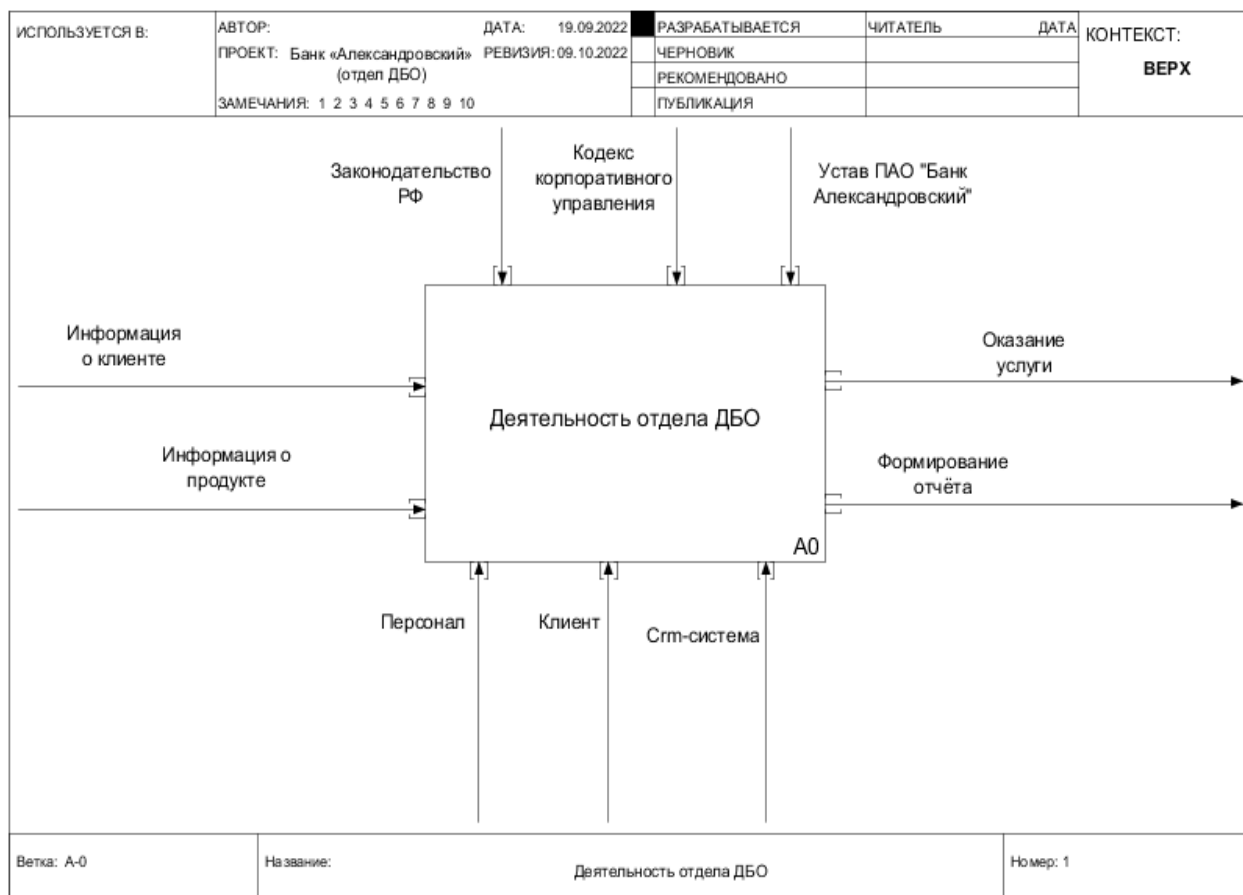 ИСПОЛЬЗУЕТСЯ В:
АВТОР:
ДАТА: 19.09.2022
ПРОЕКТ: Банк «Александровский»
(отдел ДБО)
РЕВИЗИЯ: 09.10.2022
ЗАМЕЧАНИЯ: 1 2 3 4 5 6 7 8 9 10
РАЗРАБАТЫВАЕТСЯ
ЧЕРНОВИК
РЕКОМЕНДОВАНО
ПУБЛИКАЦИЯ
ЧИТАТЕЛЬ
ДАТА
КОНТЕКСТ:
ВЕРХ
Законодательство
РФ
Кодекс
корпоративного
управления
Устав ПАО "Банк
Александровский"
Информация
о клиенте
Информация о
продукте
Деятельность отдела ДБО
A0
Оказание
услуги
Формирование
отчёта
Персонал
Клиент
Crm-система
Ветка: A-0
Название:
Деятельность отдела ДБО
Номер: 1